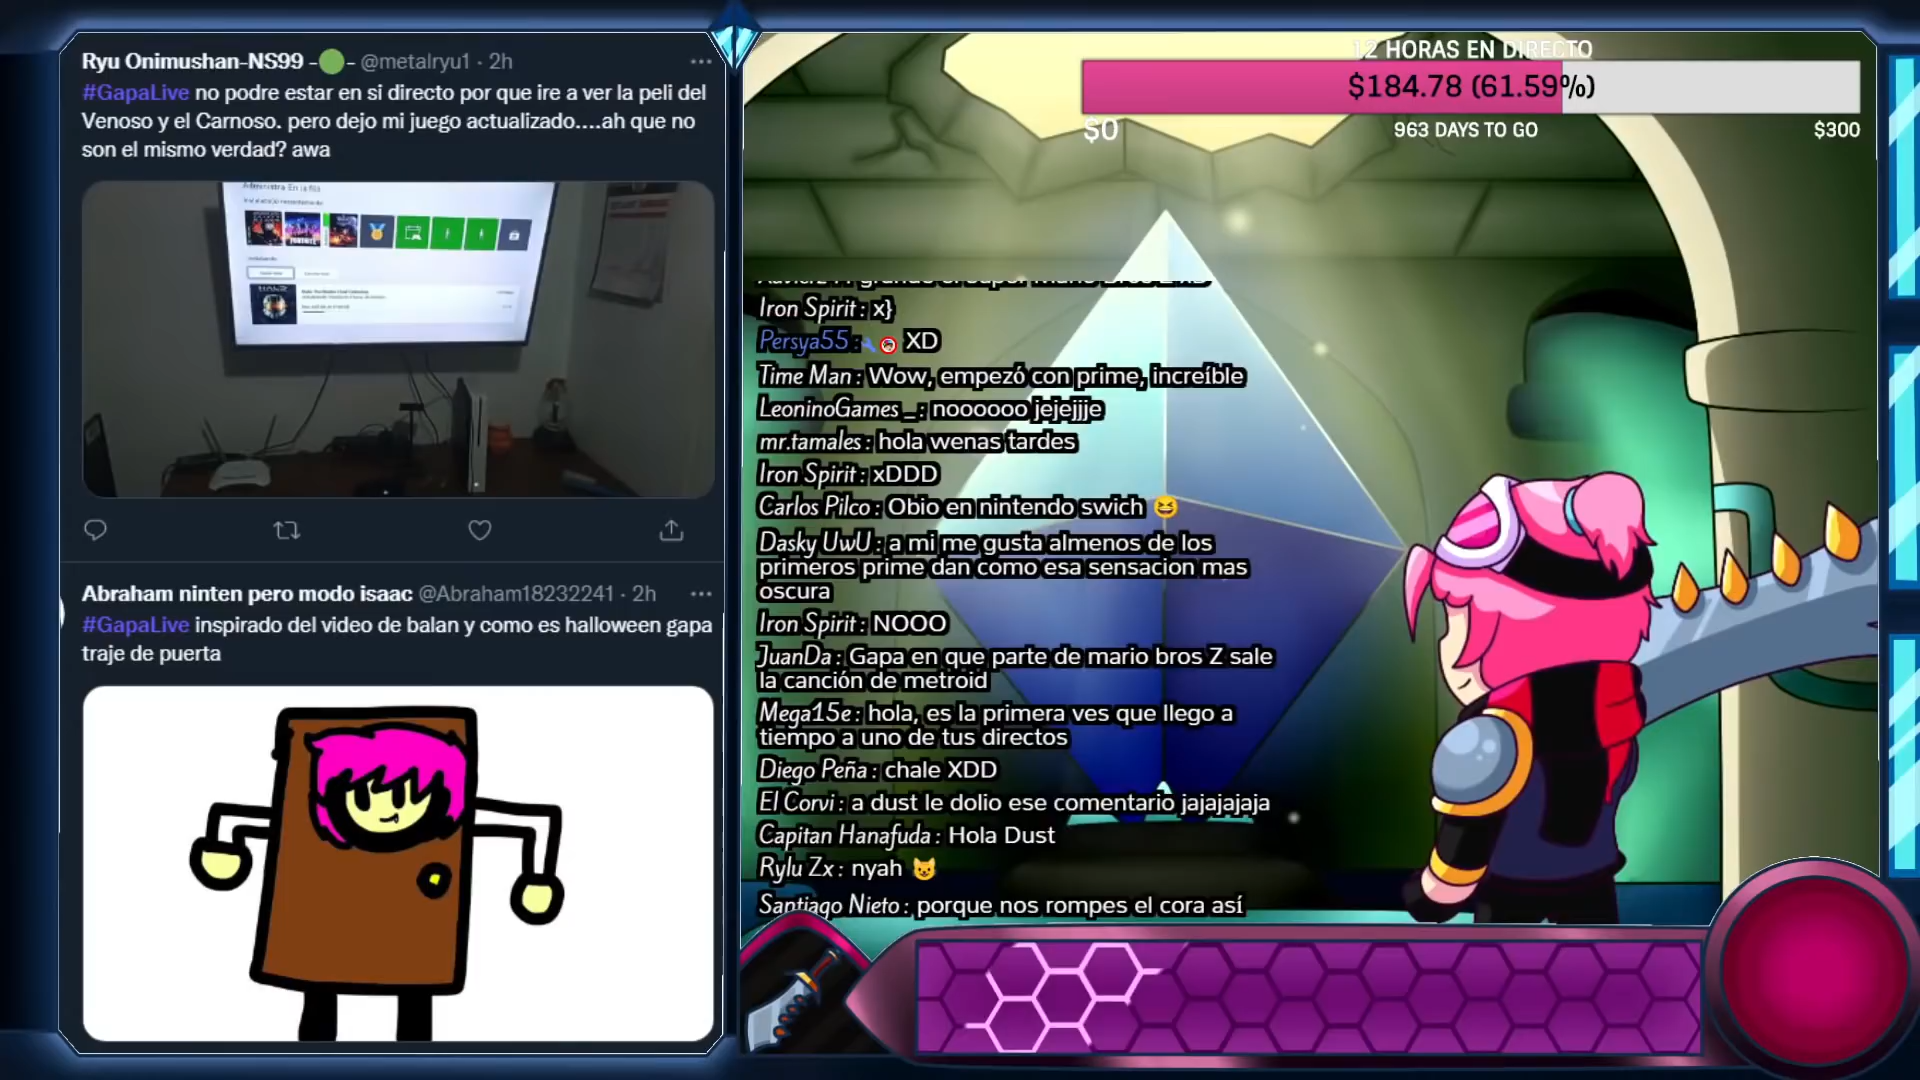 Ryu Onimushan-NS99 -🟢- @metalryu1 · 2h
#GapaLive no podre estar en si directo por que ire a ver la peli del
Venoso y el Carnoso. pero dejo mi juego actualizado....ah que no
son el mismo verdad? awa
Administra En la fila
FORTNITE
HALO
Abraham ninten pero modo isaac @Abraham18232241 · 2h
#GapaLive inspirado del video de balan y como es halloween gapa
traje de puerta
12 HORAS EN DIRECTO
$184.78 (61.59%)
$0
963 DAYS TO GO
$300
Iron Spirit : x}
Persya55 : XD
Time Man : Wow, empezó con prime, increíble
LeoninoGames _ : noooooo jejejjje
mr.tamales : hola wenas tardes
Iron Spirit : xDDD
Carlos Pilco : Obio en nintendo swich 😆
Dasky UwU : a mi me gusta almenos de los
primeros prime dan como esa sensacion mas
oscura
Iron Spirit : NOOO
JuanDa : Gapa en que parte de mario bros Z sale
la canción de metroid
Mega15e : hola, es la primera ves que llego a
tiempo a uno de tus directos
Diego Peña : chale XDD
El Corvi : a dust le dolio ese comentario jajajajaja
Capitan Hanafuda : Hola Dust
Rylu Zx : nyah 😺
Santiago Nieto : porque nos rompes el cora así